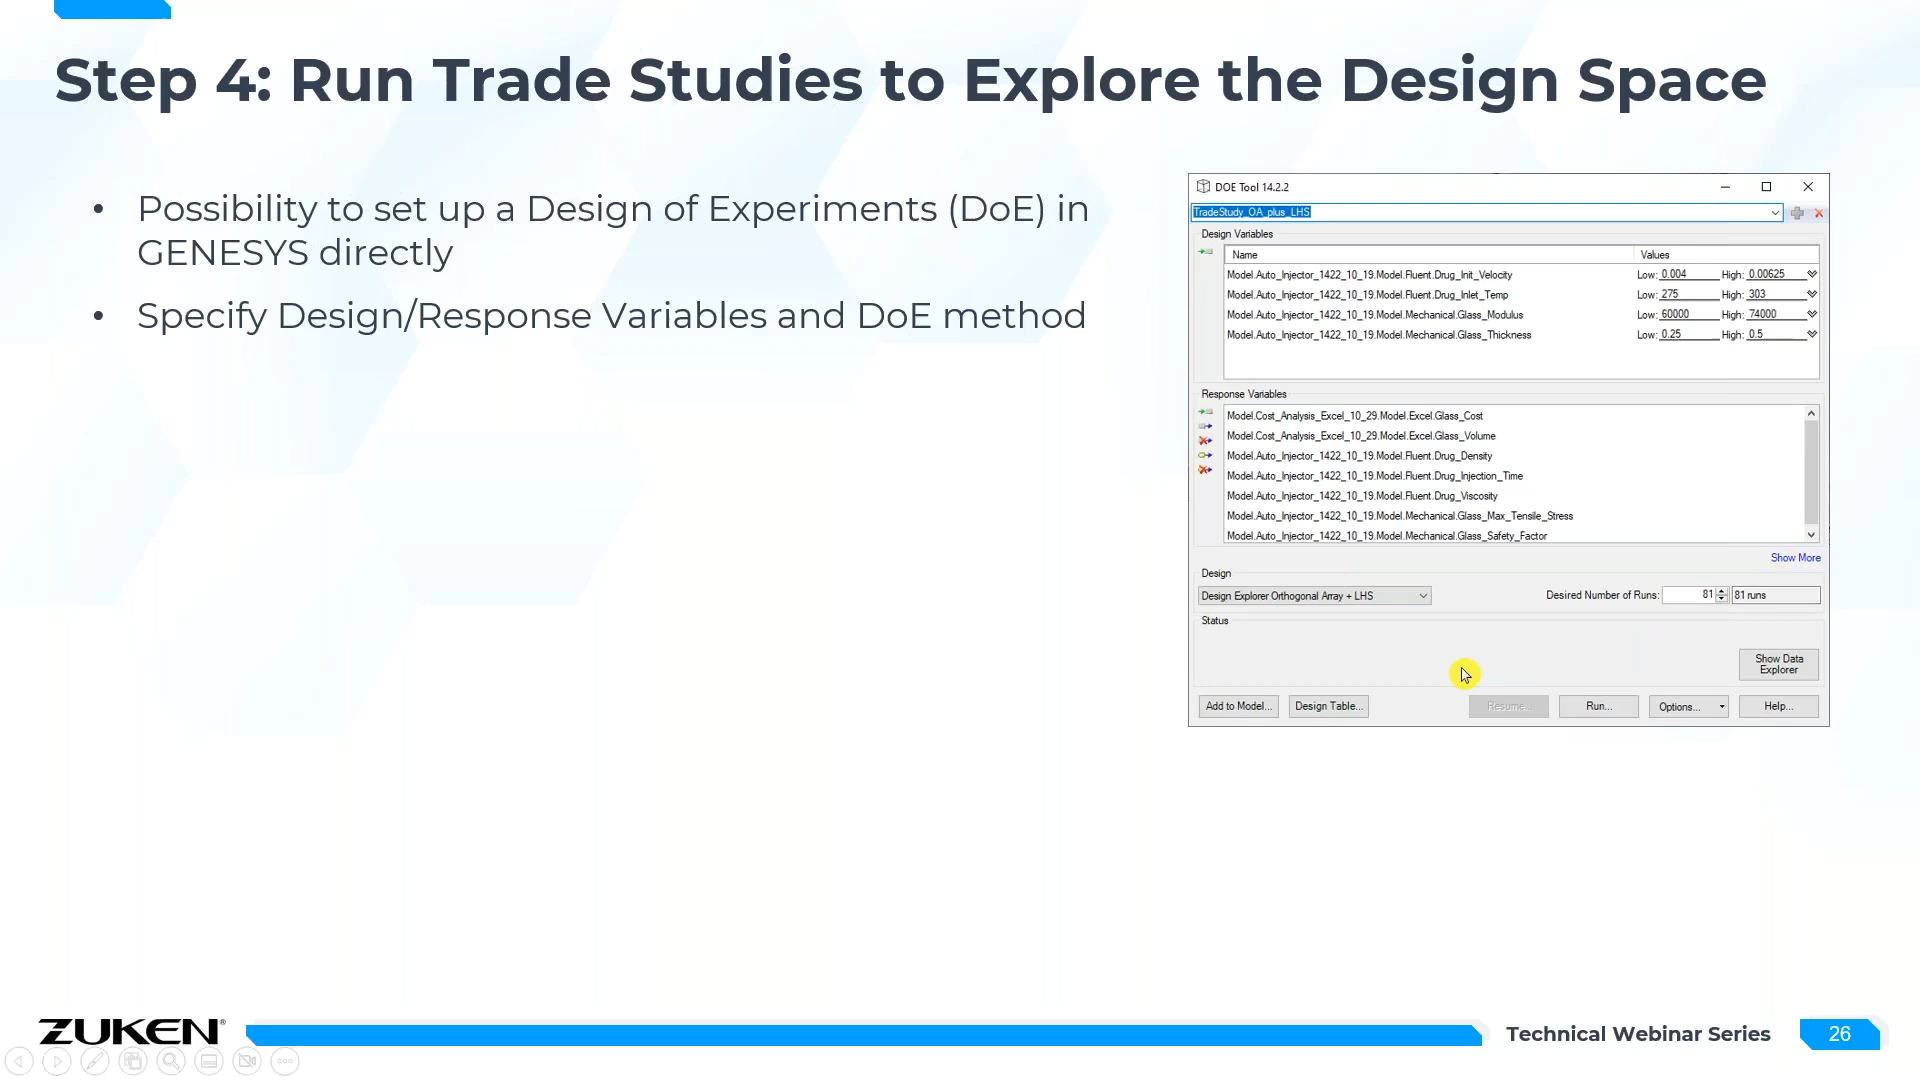 Step 4: Run Trade Studies to Explore the Design Space
• Possibility to set up a Design of Experiments (DoE) in
GENESYS directly
• Specify Design/Response Variables and DoE method
DOE Tool 14.2.2
TradeStudy_OA_plus_LHS
Design Variables
Name Values
Model.Auto_Injector_1422_10_19.Model.Fluent.Drug_Init_Velocity Low: 0.004 High: 0.00625
Model.Auto_Injector_1422_10_19.Model.Fluent.Drug_Inlet_Temp Low: 275 High: 303
Model.Auto_Injector_1422_10_19.Model.Mechanical.Glass_Modulus Low: 60000 High: 74000
Model.Auto_Injector_1422_10_19.Model.Mechanical.Glass_Thickness Low: 0.25 High: 0.5
Response Variables
Model.Cost_Analysis_Excel_10_29.Model.Excel.Glass_Cost
Model.Cost_Analysis_Excel_10_29.Model.Excel.Glass_Volume
Model.Auto_Injector_1422_10_19.Model.Fluent.Drug_Density
Model.Auto_Injector_1422_10_19.Model.Fluent.Drug_Injection_Time
Model.Auto_Injector_1422_10_19.Model.Fluent.Drug_Viscosity
Model.Auto_Injector_1422_10_19.Model.Mechanical.Glass_Max_Tensile_Stress
Model.Auto_Injector_1422_10_19.Model.Mechanical.Glass_Safety_Factor
Show More
Design
Design Explorer Orthogonal Array + LHS Desired Number of Runs: 81 81 runs
Status
Show Data
Explorer
Add to Model... Design Table... Resume... Run... Options... Help...
ZUKEN® Technical Webinar Series 26